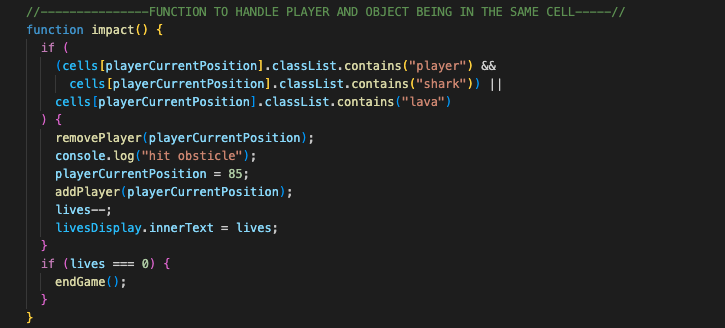 //---------------FUNCTION TO HANDLE PLAYER AND OBJECT BEING IN THE SAME CELL-----//
function impact() {
  if (
    (cells[playerCurrentPosition].classList.contains("player") &&
      cells[playerCurrentPosition].classList.contains("shark")) ||
    cells[playerCurrentPosition].classList.contains("lava")
  ) {
    removePlayer(playerCurrentPosition);
    console.log("hit obsticle");
    playerCurrentPosition = 85;
    addPlayer(playerCurrentPosition);
    lives--;
    livesDisplay.innerText = lives;
  }
  if (lives === 0) {
    endGame();
  }
}